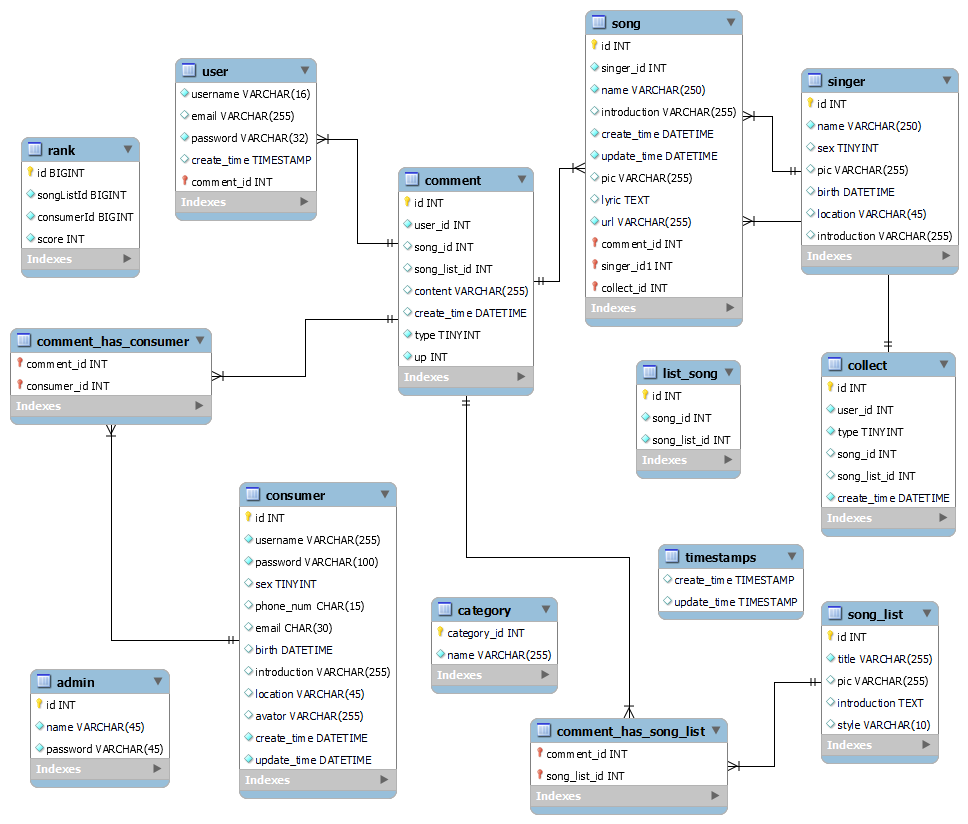 song
id INT
singer_id INT
name VARCHAR(250)
introduction VARCHAR(255)
create_time DATETIME
update_time DATETIME
pic VARCHAR(255)
lyric TEXT
url VARCHAR(255)
comment_id INT
singer_id1 INT
collect_id INT
Indexes
user
username VARCHAR(16)
email VARCHAR(255)
password VARCHAR(32)
create_time TIMESTAMP
comment_id INT
Indexes
singer
id INT
name VARCHAR(250)
sex TINYINT
pic VARCHAR(255)
birth DATETIME
location VARCHAR(45)
introduction VARCHAR(255)
Indexes
rank
id BIGINT
songListId BIGINT
consumerId BIGINT
score INT
Indexes
comment
id INT
user_id INT
song_id INT
song_list_id INT
content VARCHAR(255)
create_time DATETIME
type TINYINT
up INT
Indexes
comment_has_consumer
comment_id INT
consumer_id INT
Indexes
list_song
id INT
song_id INT
song_list_id INT
Indexes
collect
id INT
user_id INT
type TINYINT
song_id INT
song_list_id INT
create_time DATETIME
Indexes
consumer
id INT
username VARCHAR(255)
password VARCHAR(100)
sex TINYINT
phone_num CHAR(15)
email CHAR(30)
birth DATETIME
introduction VARCHAR(255)
location VARCHAR(45)
avator VARCHAR(255)
create_time DATETIME
update_time DATETIME
Indexes
timestamps
create_time TIMESTAMP
update_time TIMESTAMP
category
category_id INT
name VARCHAR(255)
Indexes
song_list
id INT
title VARCHAR(255)
pic VARCHAR(255)
introduction TEXT
style VARCHAR(10)
Indexes
admin
id INT
name VARCHAR(45)
password VARCHAR(45)
Indexes
comment_has_song_list
comment_id INT
song_list_id INT
Indexes